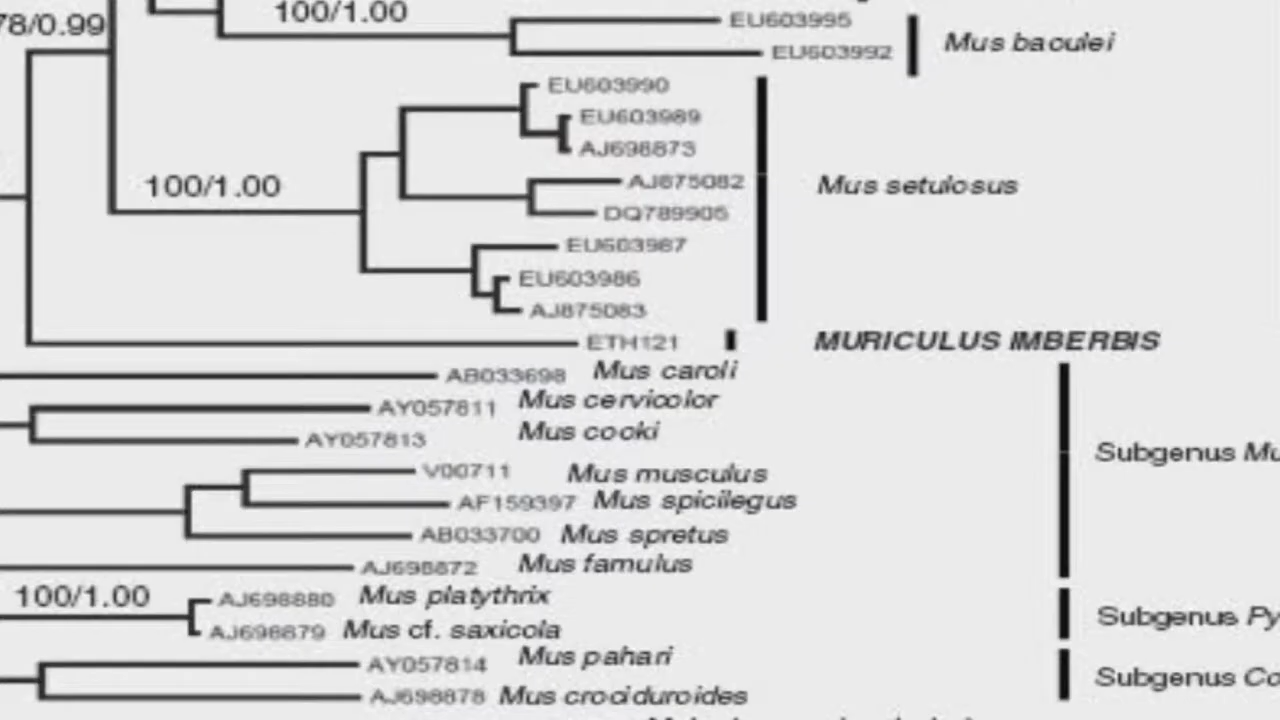 78/0.99
100/1.00
EU603995
EU603992
Mus baoulei
EU603990
EU603989
AJ698873
100/1.00
AJ875082
Mus setulosus
DQ789905
EU603987
EU603986
AJ875083
ETH121
MURICULUS IMBERBIS
AB033698 Mus caroli
AY057811 Mus cervicolor
AY057813 Mus cooki
Subgenus Mu
V00711 Mus musculus
AF159397 Mus spicilegus
AB033700 Mus spretus
AJ698872 Mus famulus
100/1.00
AJ698880 Mus platythrix
Subgenus Py
AJ698879 Mus cf. saxicola
AY057814 Mus pahari
Subgenus Co
AJ698878 Mus crociduroides